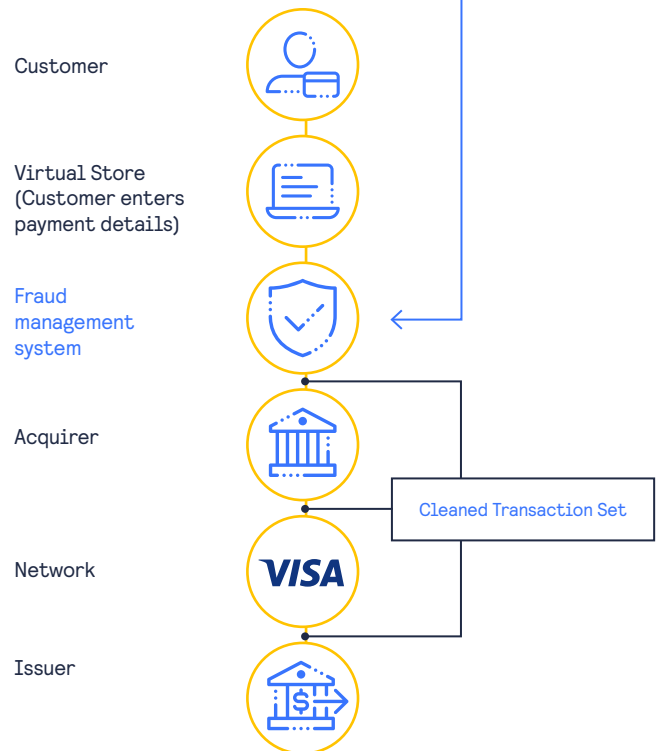 Customer
Virtual Store
(Customer enters
payment details)
Fraud
management
system
Acquirer
Cleaned Transaction Set
Network
VISA
Issuer
$